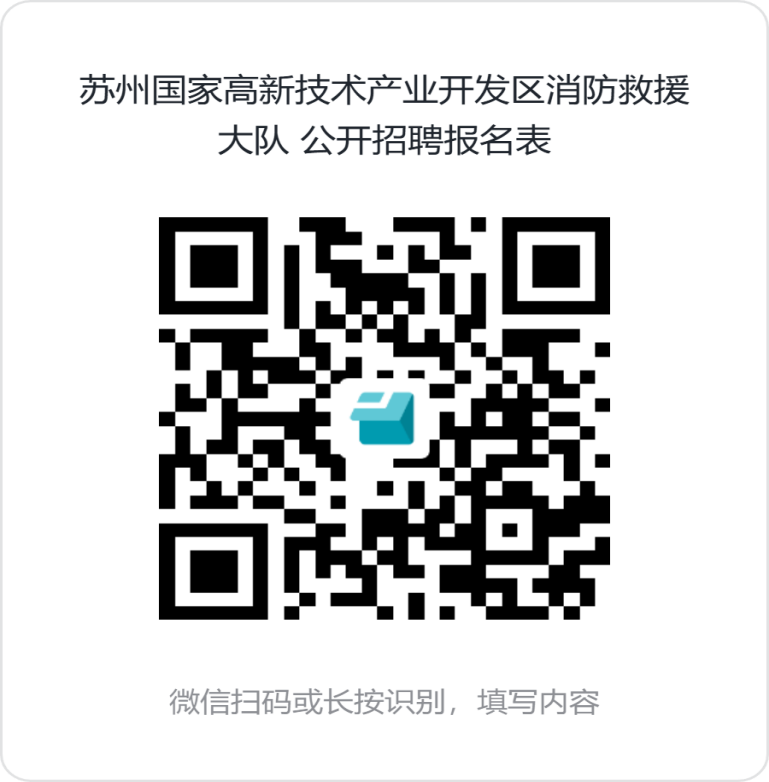 苏州国家高新技术产业开发区消防救援
大队 公开招聘报名表
微信扫码或长按识别，填写内容